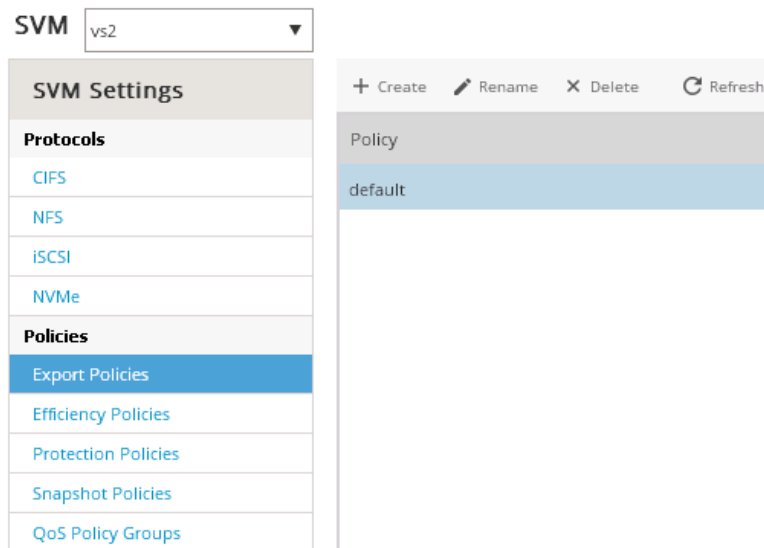 SVM vs2
SVM Settings
Protocols
CIFS
NFS
iSCSI
NVMe
Policies
Export Policies
Efficiency Policies
Protection Policies
Snapshot Policies
QoS Policy Groups
Create Rename Delete Refresh
Policy
default